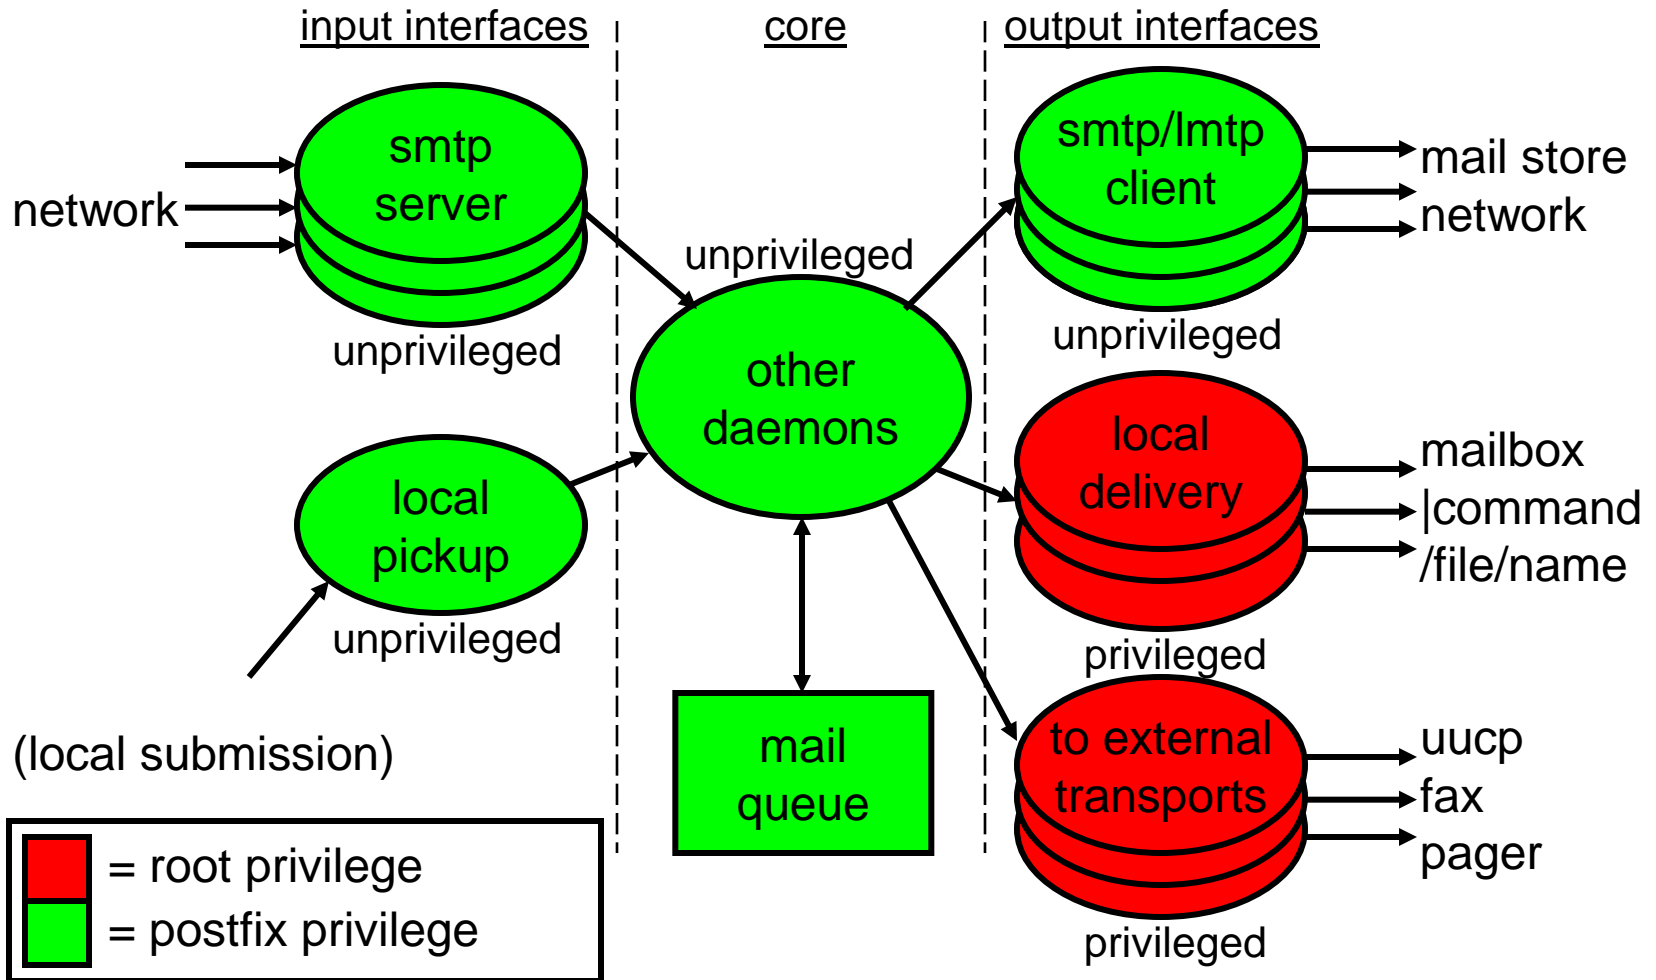 input interfaces
core
output interfaces
smtp
server
network
unprivileged
local
pickup
unprivileged
(local submission)
unprivileged
other
daemons
mail
queue
smtp/lmtp
client
mail store
network
unprivileged
local
delivery
mailbox
|command
/file/name
privileged
to external
transports
uucp
fax
pager
privileged
= root privilege
= postfix privilege